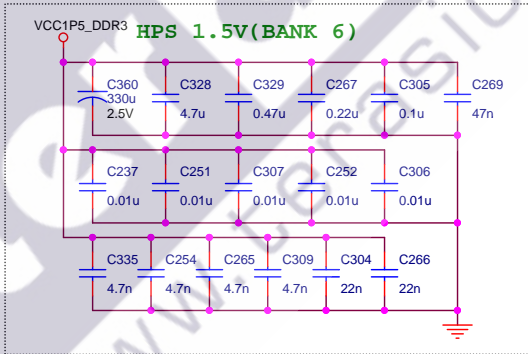 VCC1P5_DDR3 HPS 1.5V(BANK 6)
C360 C328 C329 C267 C305 C269
330u 4.7u 0.47u 0.22u 0.1u 47n
2.5V
C237 C251 C307 C252 C306
0.01u 0.01u 0.01u 0.01u 0.01u
C335 C254 C265 C309 C304 C266
4.7n 4.7n 4.7n 4.7n 22n 22n
www.terasic